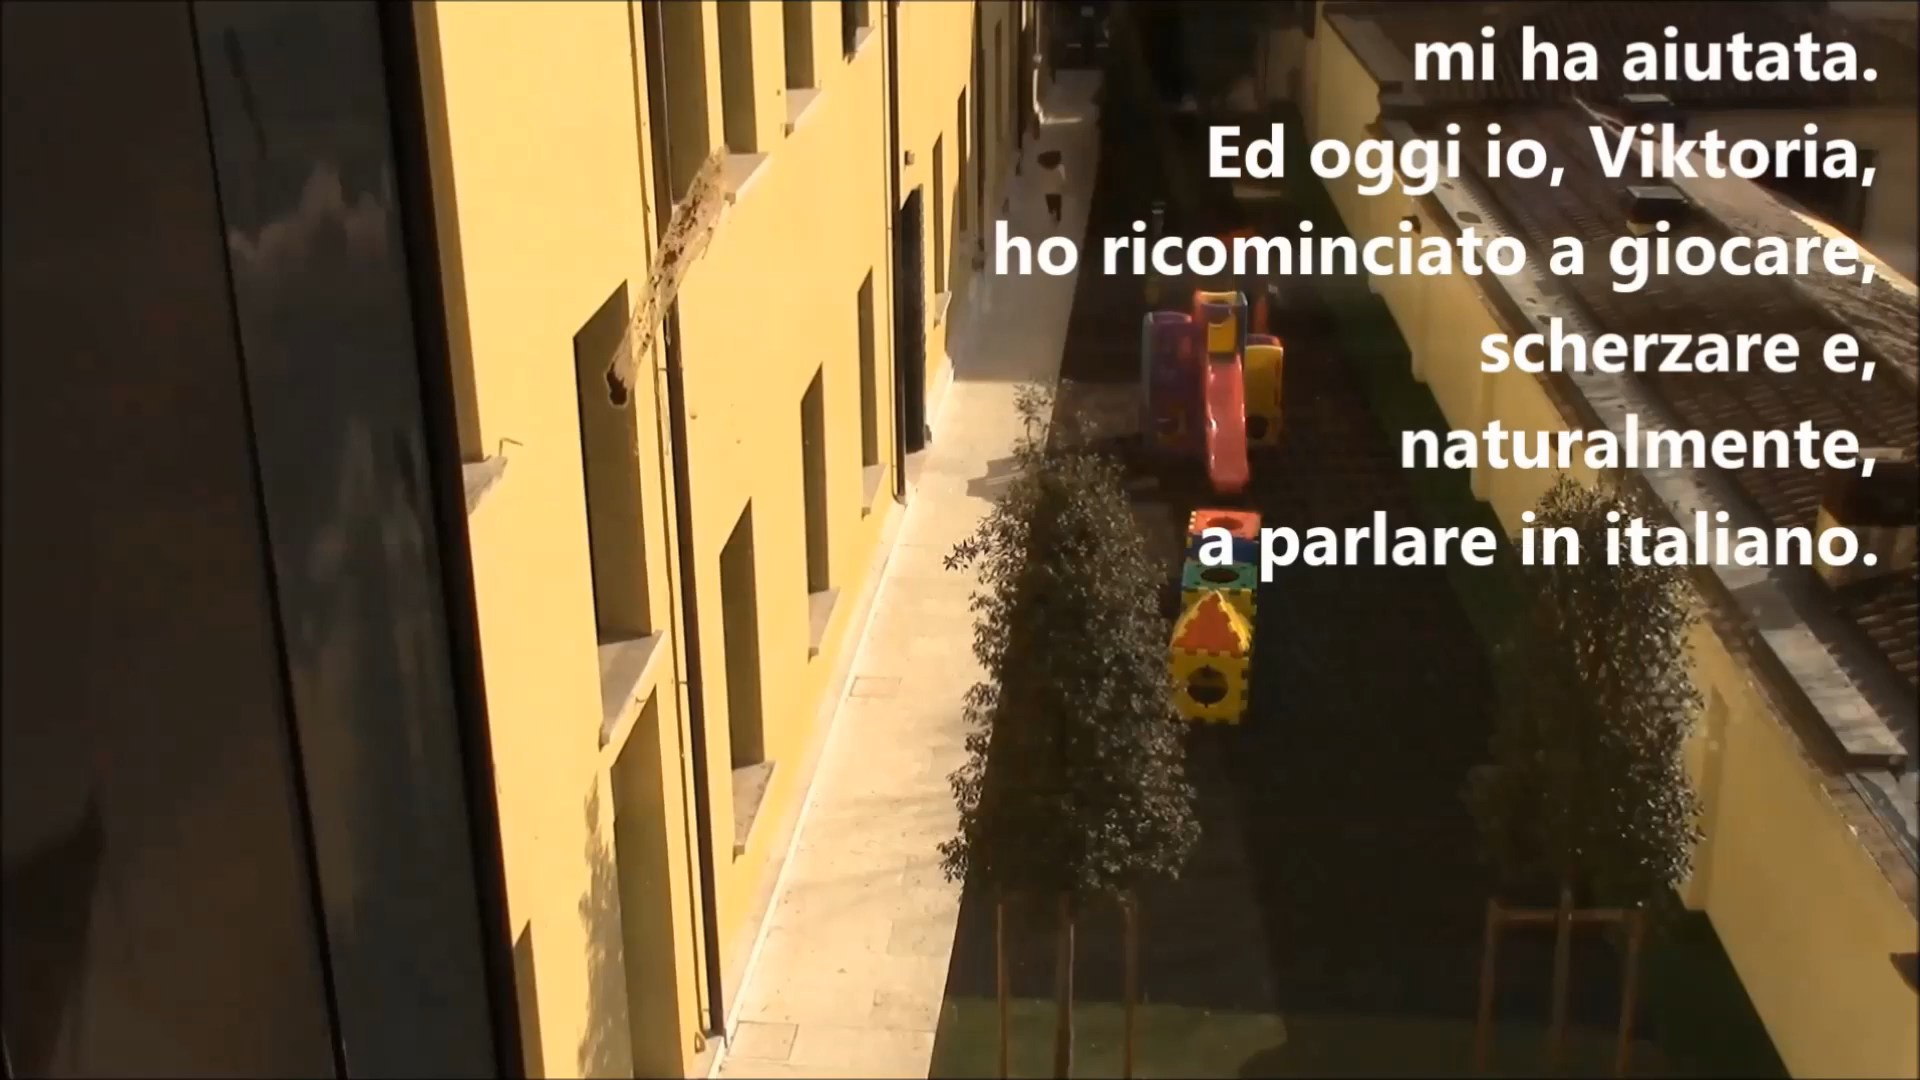 mi ha aiutata.
Ed oggi io, Viktoria,
ho ricominciato a giocare,
scherzare e,
naturalmente,
a parlare in italiano.